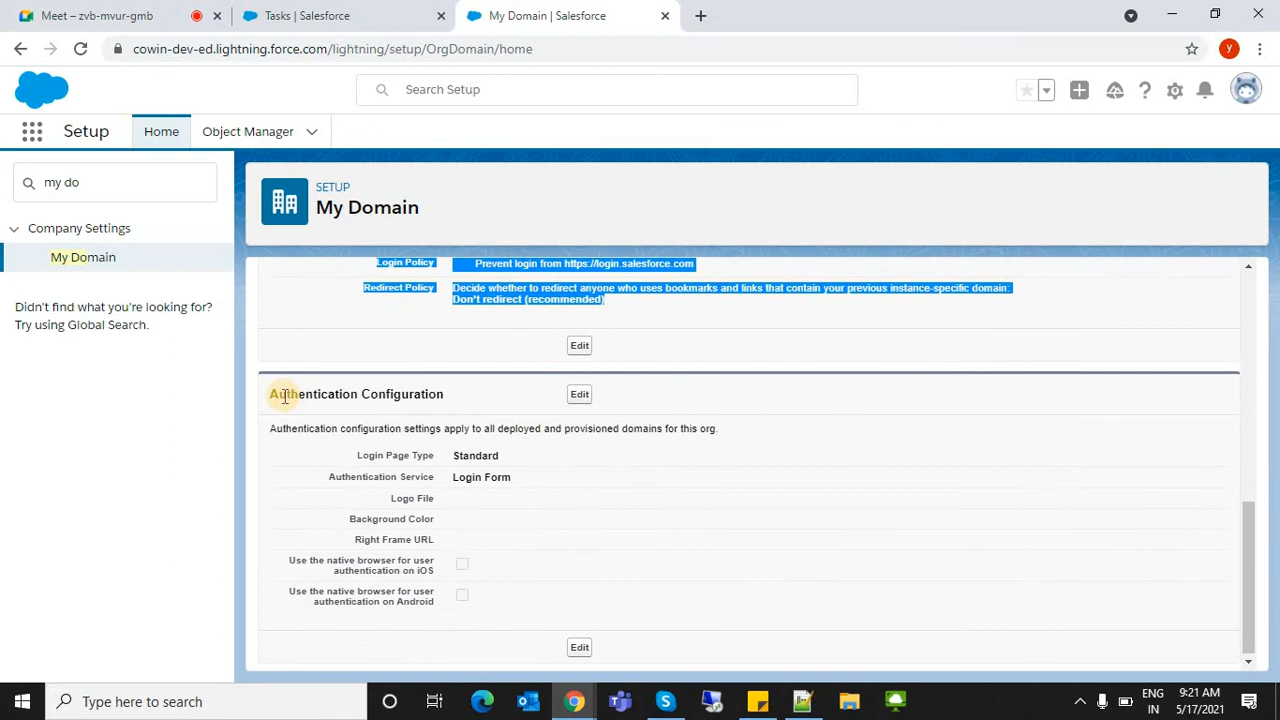 Meet – zvb-mvur-gmb
Tasks | Salesforce
My Domain | Salesforce
cowin-dev-ed.lightning.force.com/lightning/setup/OrgDomain/home
y
Search Setup
Setup
Home
Object Manager
my do
Company Settings
My Domain
Didn't find what you're looking for?
Try using Global Search.
SETUP
My Domain
Login Policy Prevent login from https://login.salesforce.com
Redirect Policy Decide whether to redirect anyone who uses bookmarks and links that contain your previous instance-specific domain:
Don't redirect (recommended)
Edit
Authentication Configuration Edit
Authentication configuration settings apply to all deployed and provisioned domains for this org.
Login Page Type Standard
Authentication Service Login Form
Logo File
Background Color
Right Frame URL
Use the native browser for user
authentication on iOS
Use the native browser for user
authentication on Android
Edit
Type here to search
ENG
IN
9:21 AM
5/17/2021